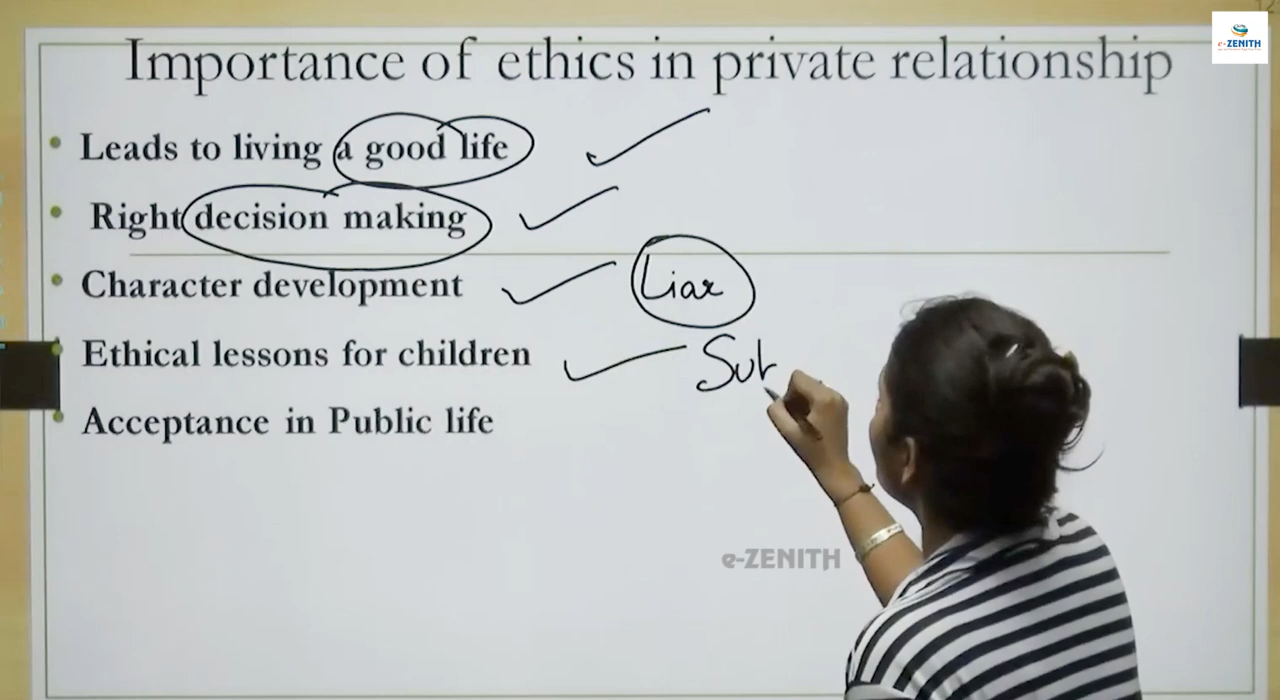 e-ZENITH
Importance of ethics in private relationship
• Leads to living a good life
• Right decision making
• Character development
Liar
• Ethical lessons for children
Sub
• Acceptance in Public life
e-ZENITH